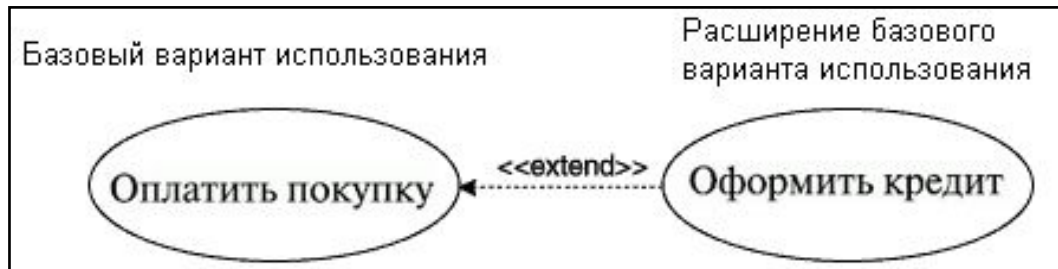 Базовый вариант использования
Расширение базового
варианта использования
Оплатить покупку
<<extend>>
Оформить кредит